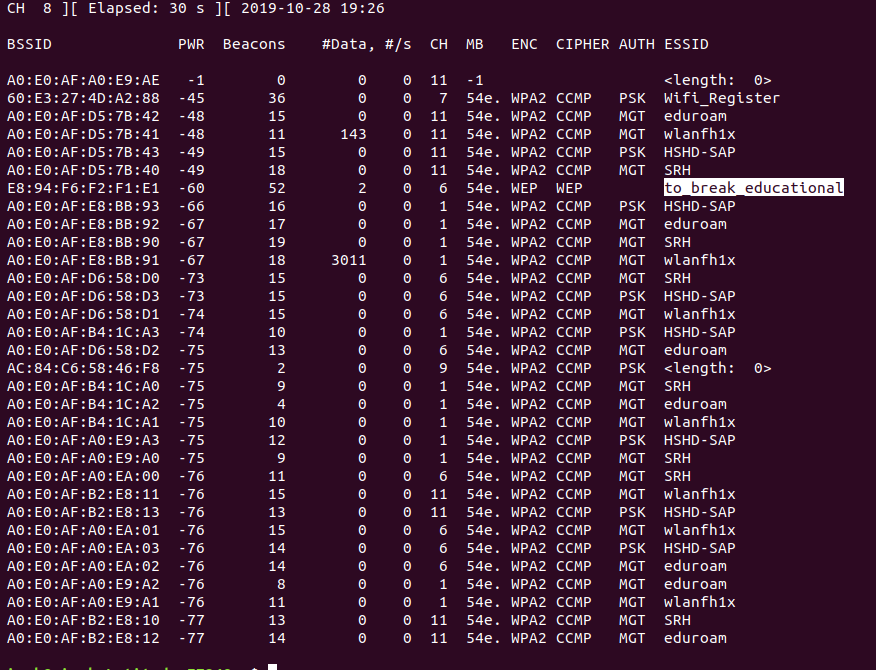 CH  8 ][ Elapsed: 30 s ][ 2019-10-28 19:26
BSSID              PWR  Beacons    #Data, #/s  CH  MB   ENC  CIPHER AUTH ESSID
A0:E0:AF:A0:E9:AE   -1        0        0    0  11  -1                    <length:  0>
60:E3:27:4D:A2:88  -45       36        0    0   7  54e. WPA2 CCMP   PSK  Wifi_Register
A0:E0:AF:D5:7B:42  -48       15        0    0  11  54e. WPA2 CCMP   MGT  eduroam
A0:E0:AF:D5:7B:41  -48       11      143    0  11  54e. WPA2 CCMP   MGT  wlanfh1x
A0:E0:AF:D5:7B:43  -49       15        0    0  11  54e. WPA2 CCMP   PSK  HSHD-SAP
A0:E0:AF:D5:7B:40  -49       18        0    0  11  54e. WPA2 CCMP   MGT  SRH
E8:94:F6:F2:F1:E1  -60       52        2    0   6  54e. WEP  WEP         to_break_educational
A0:E0:AF:E8:BB:93  -66       16        0    0   1  54e. WPA2 CCMP   PSK  HSHD-SAP
A0:E0:AF:E8:BB:92  -67       17        0    0   1  54e. WPA2 CCMP   MGT  eduroam
A0:E0:AF:E8:BB:90  -67       19        0    0   1  54e. WPA2 CCMP   MGT  SRH
A0:E0:AF:E8:BB:91  -67       18     3011    0   1  54e. WPA2 CCMP   MGT  wlanfh1x
A0:E0:AF:D6:58:D0  -73       15        0    0   6  54e. WPA2 CCMP   MGT  SRH
A0:E0:AF:D6:58:D3  -73       15        0    0   6  54e. WPA2 CCMP   PSK  HSHD-SAP
A0:E0:AF:D6:58:D1  -74       15        0    0   6  54e. WPA2 CCMP   MGT  wlanfh1x
A0:E0:AF:B4:1C:A3  -74       10        0    0   1  54e. WPA2 CCMP   PSK  HSHD-SAP
A0:E0:AF:D6:58:D2  -75       13        0    0   6  54e. WPA2 CCMP   MGT  eduroam
AC:84:C6:58:46:F8  -75        2        0    0   9  54e. WPA2 CCMP   PSK  <length:  0>
A0:E0:AF:B4:1C:A0  -75        9        0    0   1  54e. WPA2 CCMP   MGT  SRH
A0:E0:AF:B4:1C:A2  -75        4        0    0   1  54e. WPA2 CCMP   MGT  eduroam
A0:E0:AF:B4:1C:A1  -75       10        0    0   1  54e. WPA2 CCMP   MGT  wlanfh1x
A0:E0:AF:A0:E9:A3  -75       12        0    0   1  54e. WPA2 CCMP   PSK  HSHD-SAP
A0:E0:AF:A0:E9:A0  -75        9        0    0   1  54e. WPA2 CCMP   MGT  SRH
A0:E0:AF:A0:EA:00  -76       11        0    0   6  54e. WPA2 CCMP   MGT  SRH
A0:E0:AF:B2:E8:11  -76       15        0    0  11  54e. WPA2 CCMP   MGT  wlanfh1x
A0:E0:AF:B2:E8:13  -76       13        0    0  11  54e. WPA2 CCMP   PSK  HSHD-SAP
A0:E0:AF:A0:EA:01  -76       15        0    0   6  54e. WPA2 CCMP   MGT  wlanfh1x
A0:E0:AF:A0:EA:03  -76       14        0    0   6  54e. WPA2 CCMP   PSK  HSHD-SAP
A0:E0:AF:A0:EA:02  -76       14        0    0   6  54e. WPA2 CCMP   MGT  eduroam
A0:E0:AF:A0:E9:A2  -76        8        0    0   1  54e. WPA2 CCMP   MGT  eduroam
A0:E0:AF:A0:E9:A1  -76       11        0    0   1  54e. WPA2 CCMP   MGT  wlanfh1x
A0:E0:AF:B2:E8:10  -77       13        0    0  11  54e. WPA2 CCMP   MGT  SRH
A0:E0:AF:B2:E8:12  -77       14        0    0  11  54e. WPA2 CCMP   MGT  eduroam